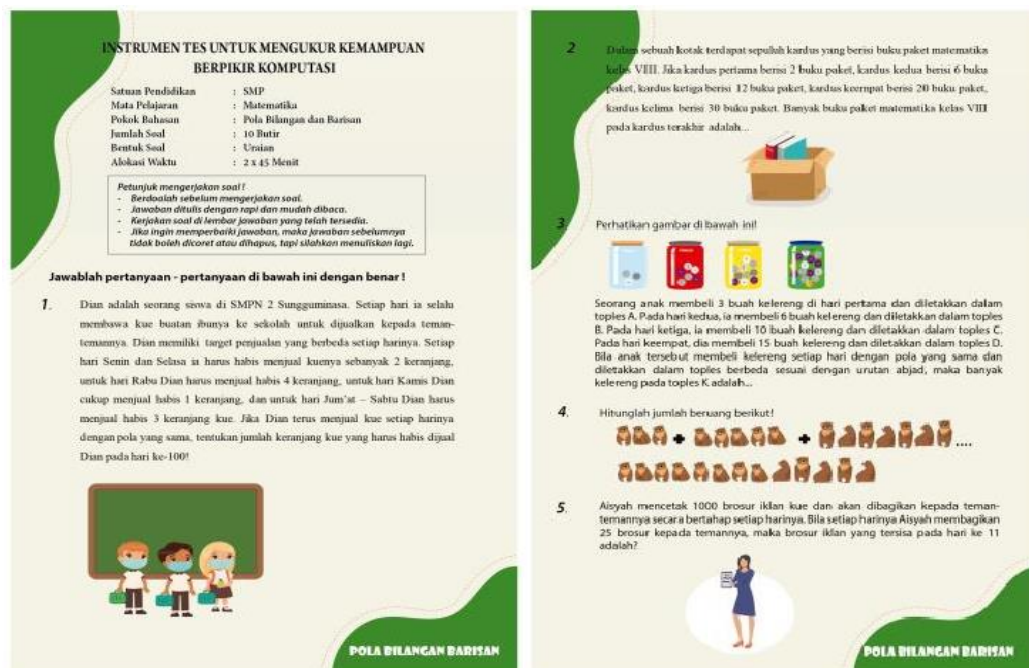 INSTRUMEN TES UNTUK MENGUKUR KEMAMPUAN
BERPIKIR KOMPUTASI
Satuan Pendidikan : SMP
Mata Pelajaran : Matematika
Pokok Bahasan : Pola Bilangan dan Barisan
Jumlah Soal : 10 Butir
Bentuk Soal : Uraian
Alokasi Waktu : 2 x 45 Menit
Petunjuk mengerjakan soal !
- Berdoalah sebelum mengerjakan soal.
- Jawaban ditulis dengan rapi dan mudah dibaca.
- Kerjakan soal di lembar jawaban yang telah tersedia.
- Jika ingin memperbaiki jawaban, maka jawaban sebelumnya
tidak boleh dicoret atau dihapus, tapi silahkan menuliskan lagi.
Jawablah pertanyaan - pertanyaan di bawah ini dengan benar !
1. Dian adalah seorang siswa di SMPN 2 Sungguminasa. Setiap hari ia selalu
membawa kue buatan ibunya ke sekolah untuk dijualkan kepada teman-
temannya. Dian memiliki target penjualan yang berbeda setiap harinya. Setiap
hari Senin dan Selasa ia harus habis menjual kuenya sebanyak 2 keranjang,
untuk hari Rabu Dian harus menjual habis 4 keranjang, untuk hari Kamis Dian
cukup menjual habis 1 keranjang, dan untuk hari Jum'at – Sabtu Dian harus
menjual habis 3 keranjang kue. Jika Dian terus menjual kue setiap harinya
dengan pola yang sama, tentukan jumlah keranjang kue yang harus habis dijual
Dian pada hari ke-100!
POLA BILANGAN BARISAN
2 Dalam sebuah kotak terdapat sepuluh kardus yang berisi buku paket matematika
kelas VIII. Jika kardus pertama berisi 2 buku paket, kardus kedua berisi 6 buku
paket, kardus ketiga berisi 12 buku paket, kardus keempat berisi 20 buku paket,
kardus kelima berisi 30 buku paket. Banyak buku paket matematika kelas VIII
pada kardus terakhir adalah...
3. Perhatikan gambar di bawah ini!
Seorang anak membeli 3 buah kelereng di hari pertama dan diletakkan dallam
toples A. Pada hari kedua, ia membeli 6 buah kelereng dan diletakkan dalam toples
B. Pada hari ketiga, ia membeli 10 buah kelereng dan diletakkan dalam toples C.
Pada hari keempat, dia membeli 15 buah kelereng dan diletakkan dalam toples D.
Bila anak tersebut membeli kelereng setiap hari dengan pola yang sama dan
diletakkan dalam toples berbeda sesuai dengan urutan abjad, maka banyak
kelereng pada toples K adalah...
4. Hitunglah jumlah beruang berikut!
+ + ....
5. Aisyah mencetak 1000 brosur iklan kue dan akan dibagikan kepada teman-
temannya secara bertahap setiap harinya. Bila setiap harinya Aisyah membagikan
25 brosur kepada temannya, maka brosur iklan yang tersisa pada hari ke 11
adalah?
POLA BILANGAN BARISAN